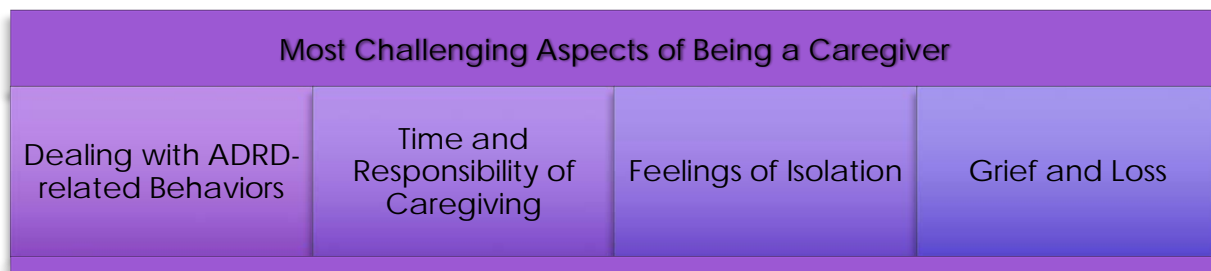 Most Challenging Aspects of Being a Caregiver
Dealing with ADRD-
related Behaviors
Time and
Responsibility of
Caregiving
Feelings of Isolation
Grief and Loss